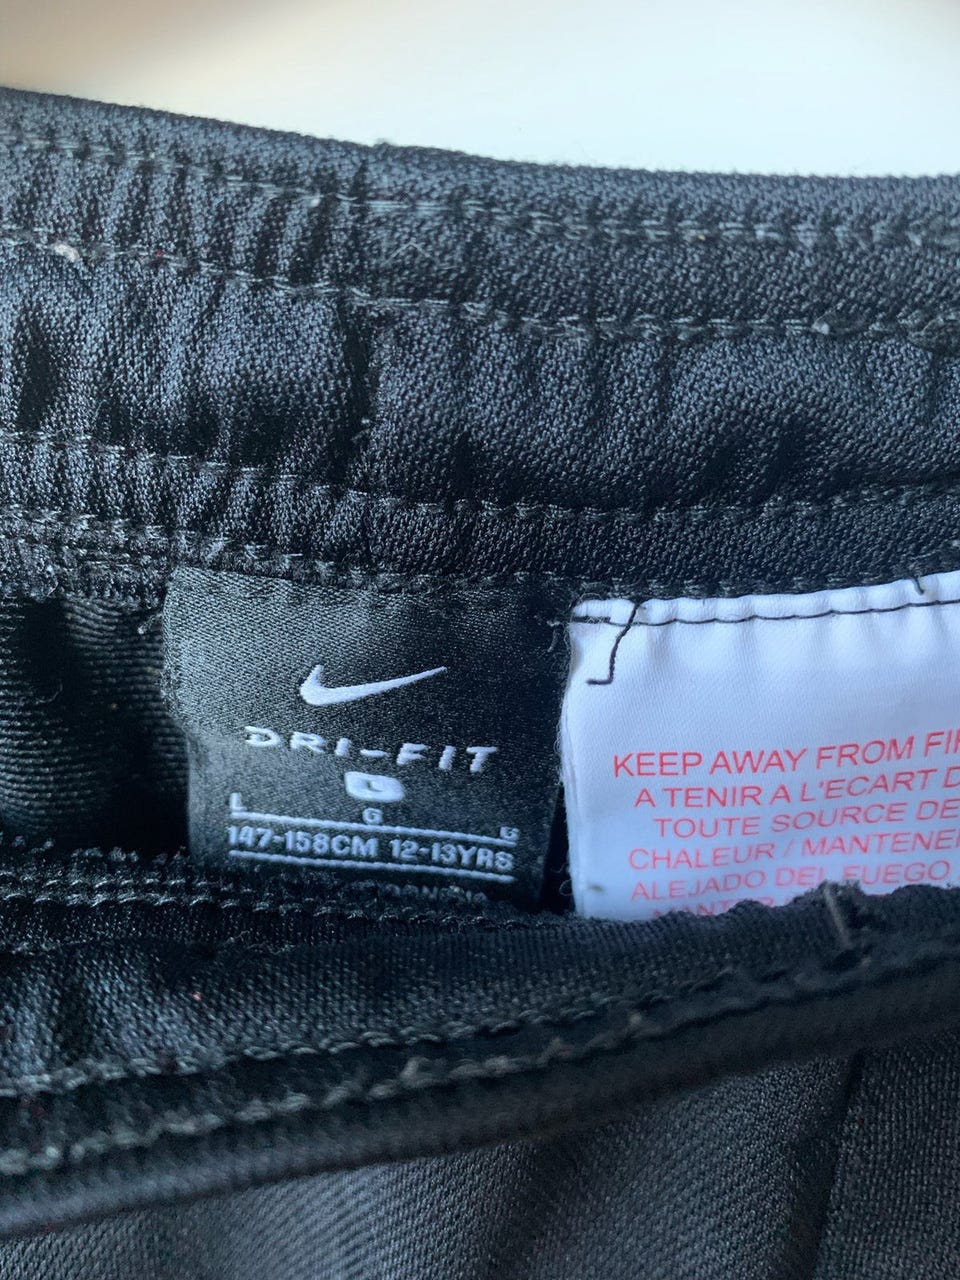 DRI-FIT
L
G
L G
147-158CM 12-13YRS
KEEP AWAY FROM
A TENIR A L'ECART
TOUTE SOURCE DE
CHALEUR / MANTENER
ALEJADO DEL FUEGO